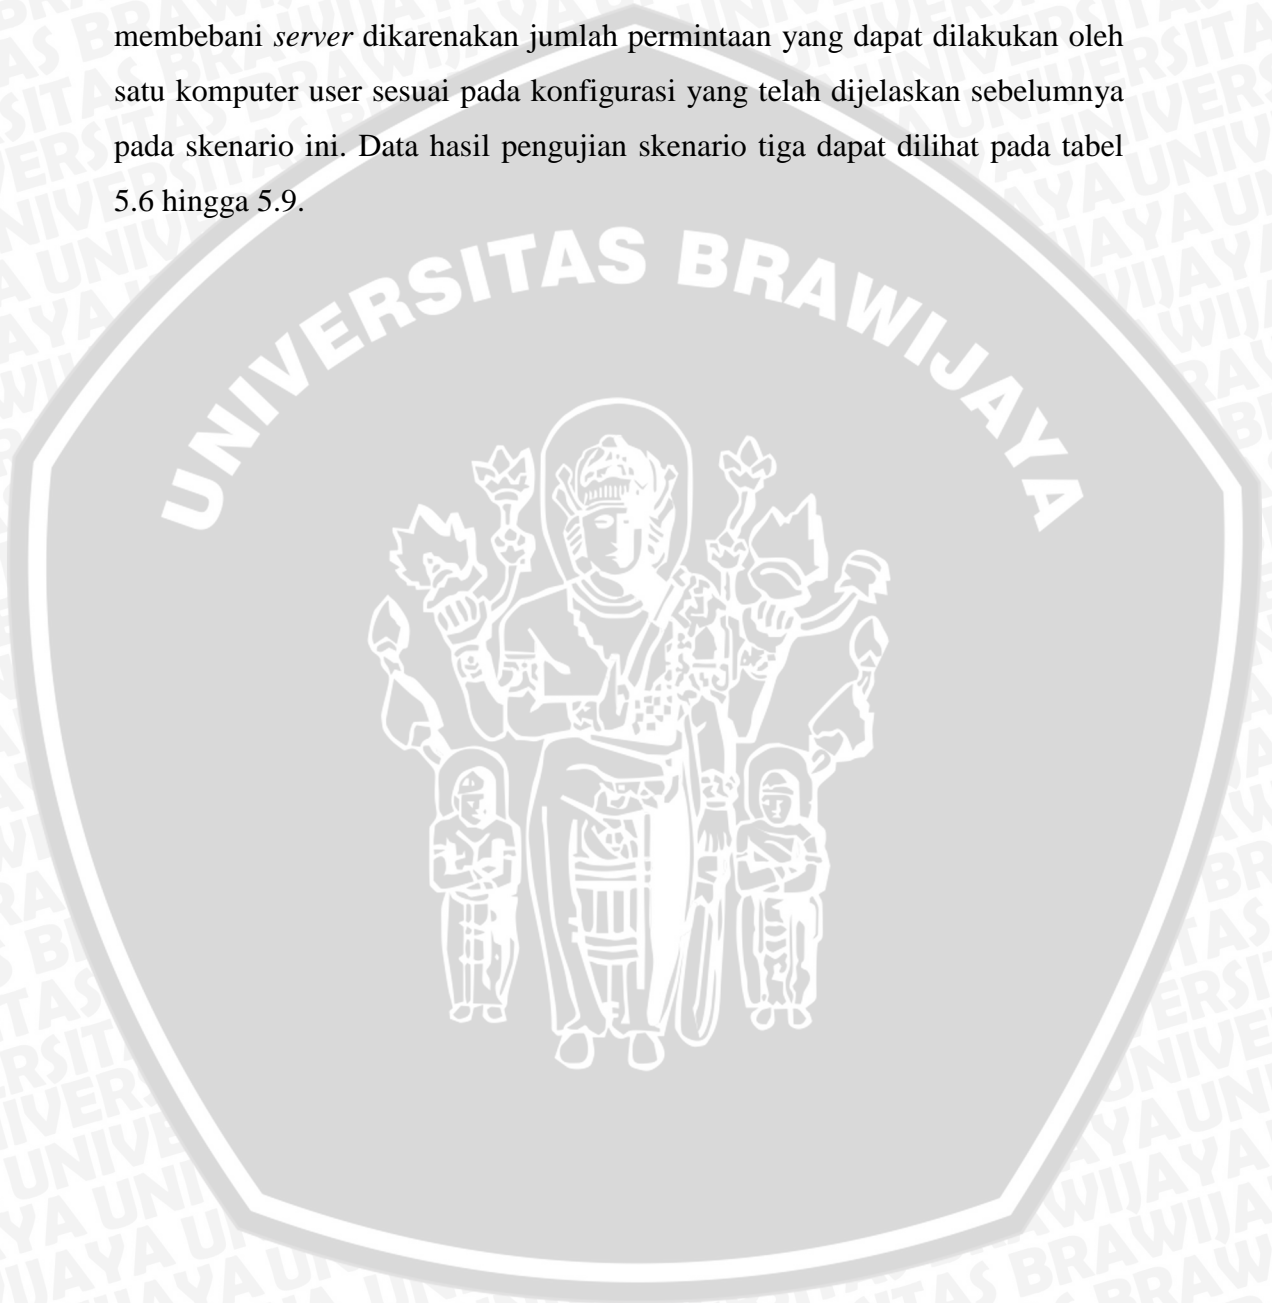 membebani server dikarenakan jumlah permintaan yang dapat dilakukan oleh
satu komputer user sesuai pada konfigurasi yang telah dijelaskan sebelumnya
pada skenario ini. Data hasil pengujian skenario tiga dapat dilihat pada tabel
5.6 hingga 5.9.
UNIVERSITAS BRAWIJAYA